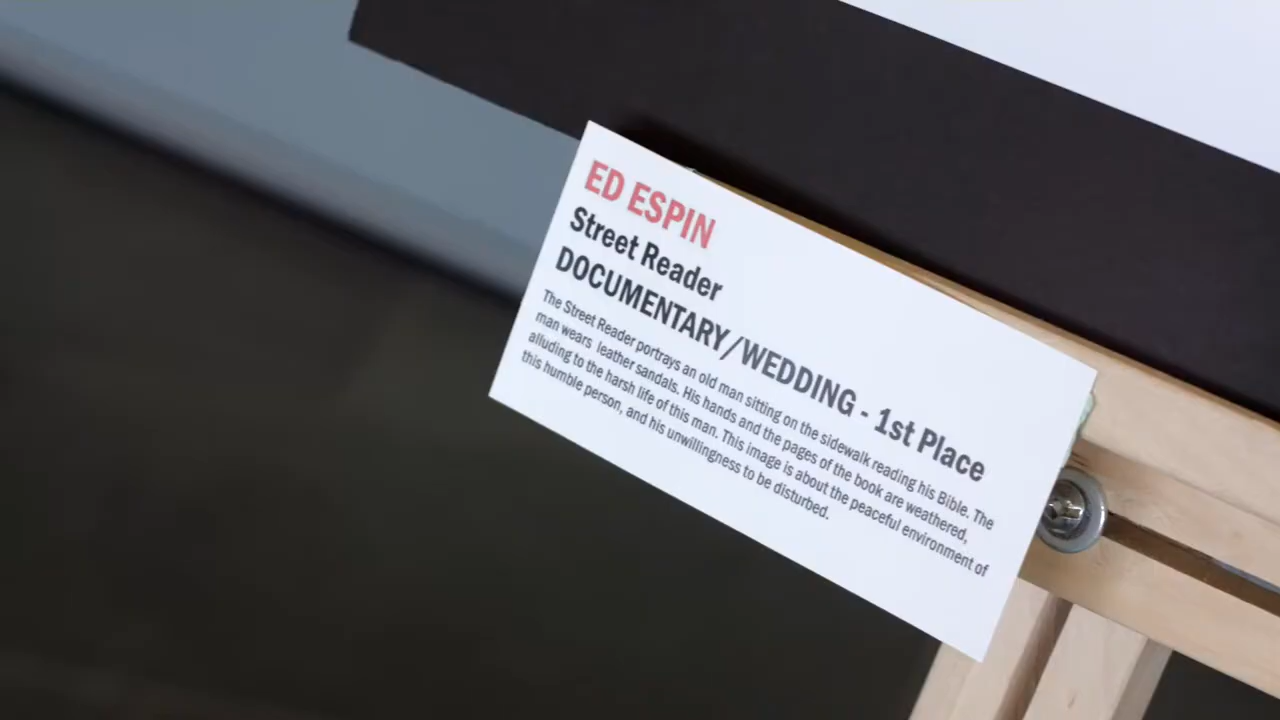 ED ESPIN
Street Reader
DOCUMENTARY/WEDDING - 1st Place
The Street Reader portrays an old man sitting on the sidewalk reading his Bible. The
man wears leather sandals. His hands and the pages of the book are weathered,
alluding to the harsh life of this man. This image is about the peaceful environment of
this humble person, and his unwillingness to be disturbed.